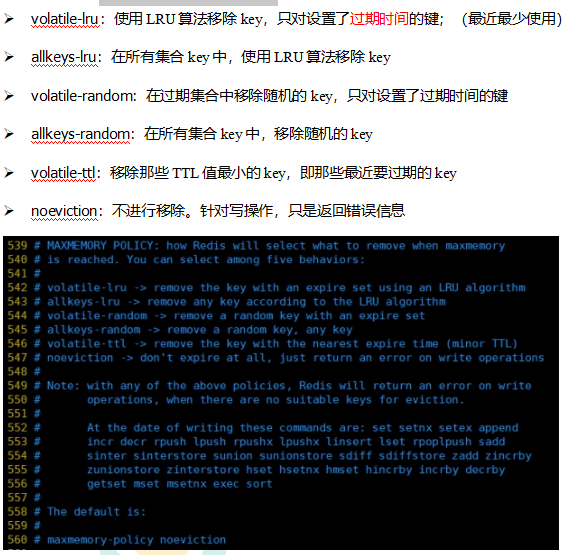 ➢ volatile-lru：使用 LRU 算法移除 key，只对设置了过期时间的键；（最近最少使用）
➢ allkeys-lru：在所有集合 key 中，使用 LRU 算法移除 key
➢ volatile-random：在过期集合中移除随机的 key，只对设置了过期时间的键
➢ allkeys-random：在所有集合 key 中，移除随机的 key
➢ volatile-ttl：移除那些 TTL 值最小的 key，即那些最近要过期的 key
➢ noeviction：不进行移除。针对写操作，只是返回错误信息
539 # MAXMEMORY POLICY: how Redis will select what to remove when maxmemory
540 # is reached. You can select among five behaviors:
541 #
542 # volatile-lru -> remove the key with an expire set using an LRU algorithm
543 # allkeys-lru -> remove any key according to the LRU algorithm
544 # volatile-random -> remove a random key with an expire set
545 # allkeys-random -> remove a random key, any key
546 # volatile-ttl -> remove the key with the nearest expire time (minor TTL)
547 # noeviction -> don't expire at all, just return an error on write operations
548 #
549 # Note: with any of the above policies, Redis will return an error on write
550 #       operations, when there are no suitable keys for eviction.
551 #
552 #       At the date of writing these commands are: set setnx setex append
553 #       incr decr rpush lpush rpushx lpushx linsert lset rpoplpush sadd
554 #       sinter sinterstore sunion sunionstore sdiff sdiffstore zadd zincrby
555 #       zunionstore zinterstore hset hsetnx hmset hincrby incrby decrby
556 #       getset mset msetnx exec sort
557 #
558 # The default is:
559 #
560 # maxmemory-policy noeviction